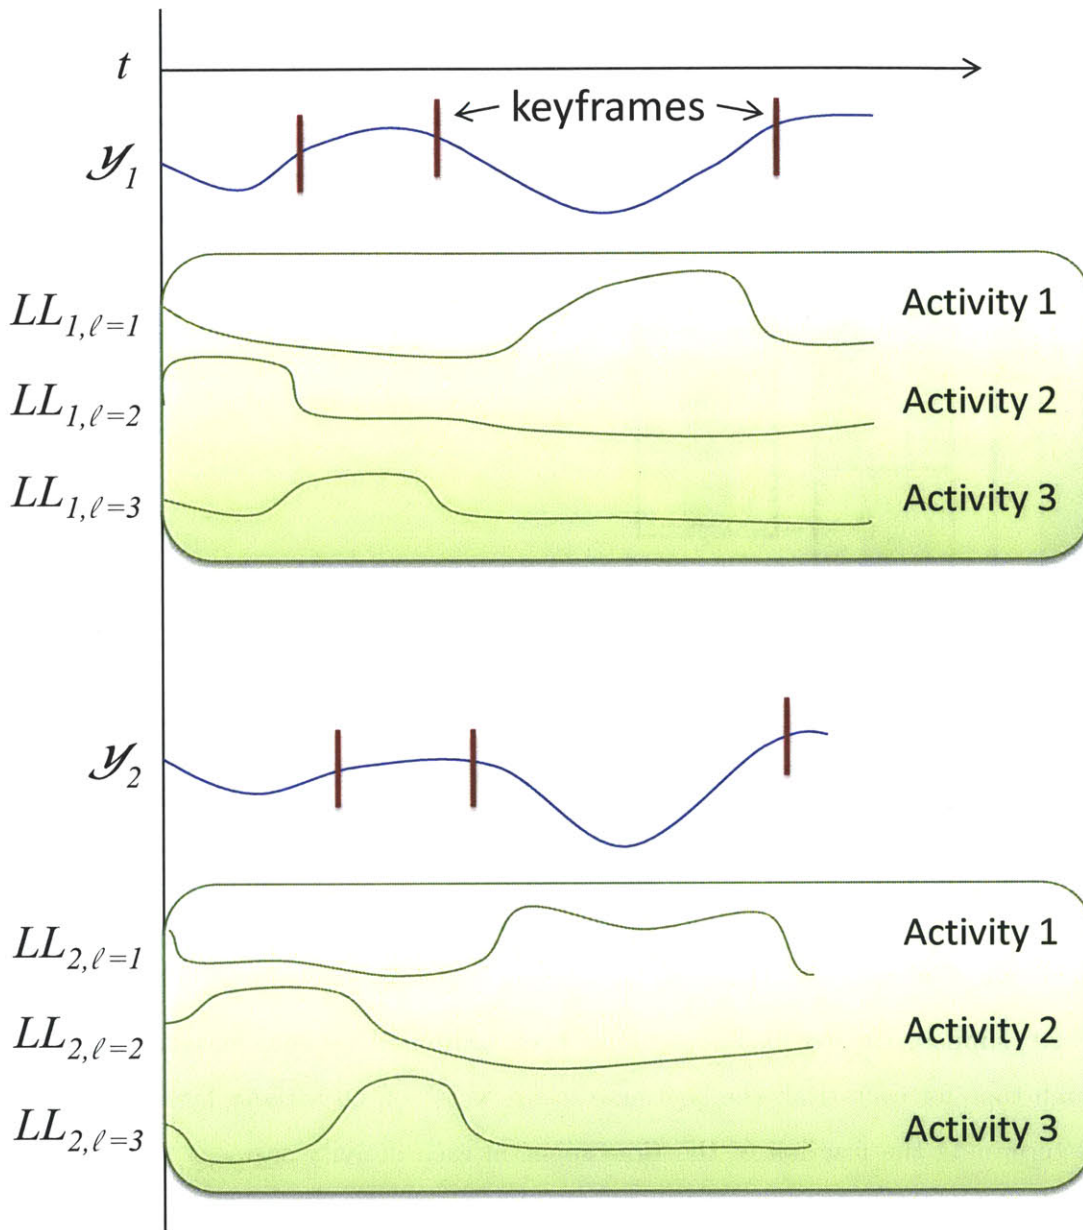 t
keyframes
𝓎1
LL1,ℓ=1 Activity 1
LL1,ℓ=2 Activity 2
LL1,ℓ=3 Activity 3
𝓎2
LL2,ℓ=1 Activity 1
LL2,ℓ=2 Activity 2
LL2,ℓ=3 Activity 3